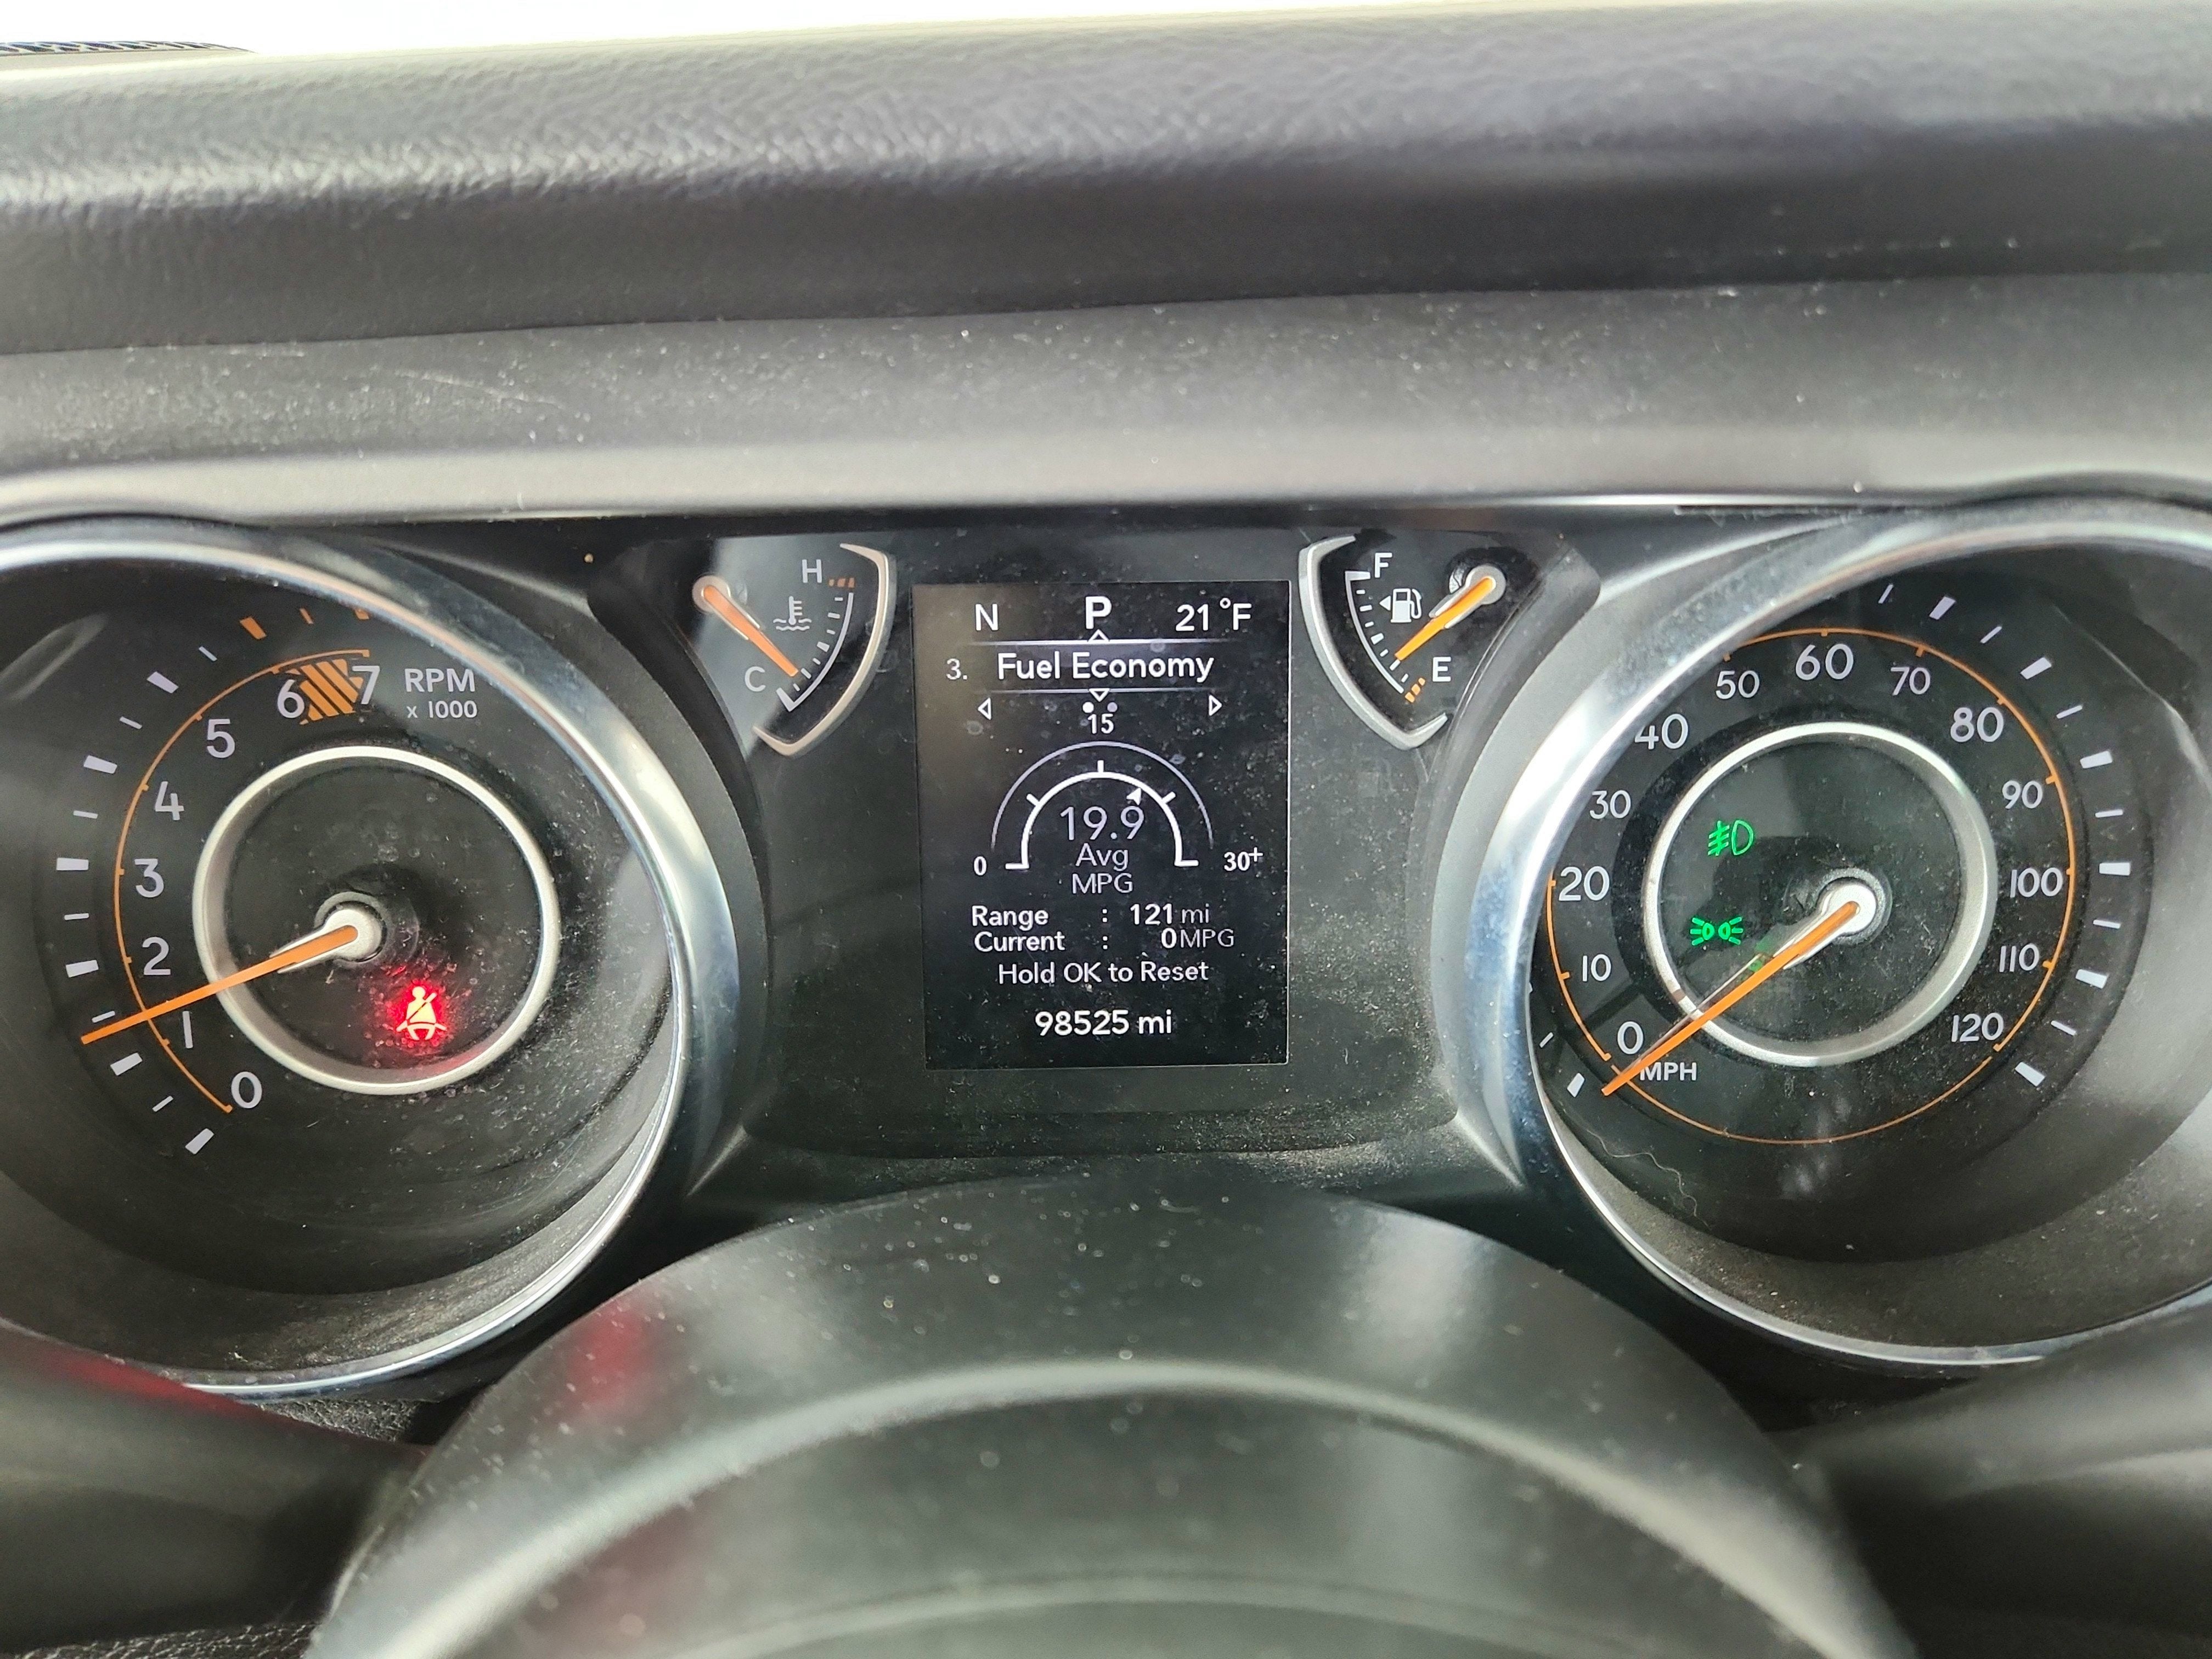 H
C
N P 21°F
3. Fuel Economy
15
19.9
Avg
MPG
0 30+
Range : 121 mi
Current : 0 MPG
Hold OK to Reset
98525 mi
F
E
0
1
2
3
4
5
6
7
RPM
x 1000
0
10
20
30
40
50
60
70
80
90
100
110
120
MPH